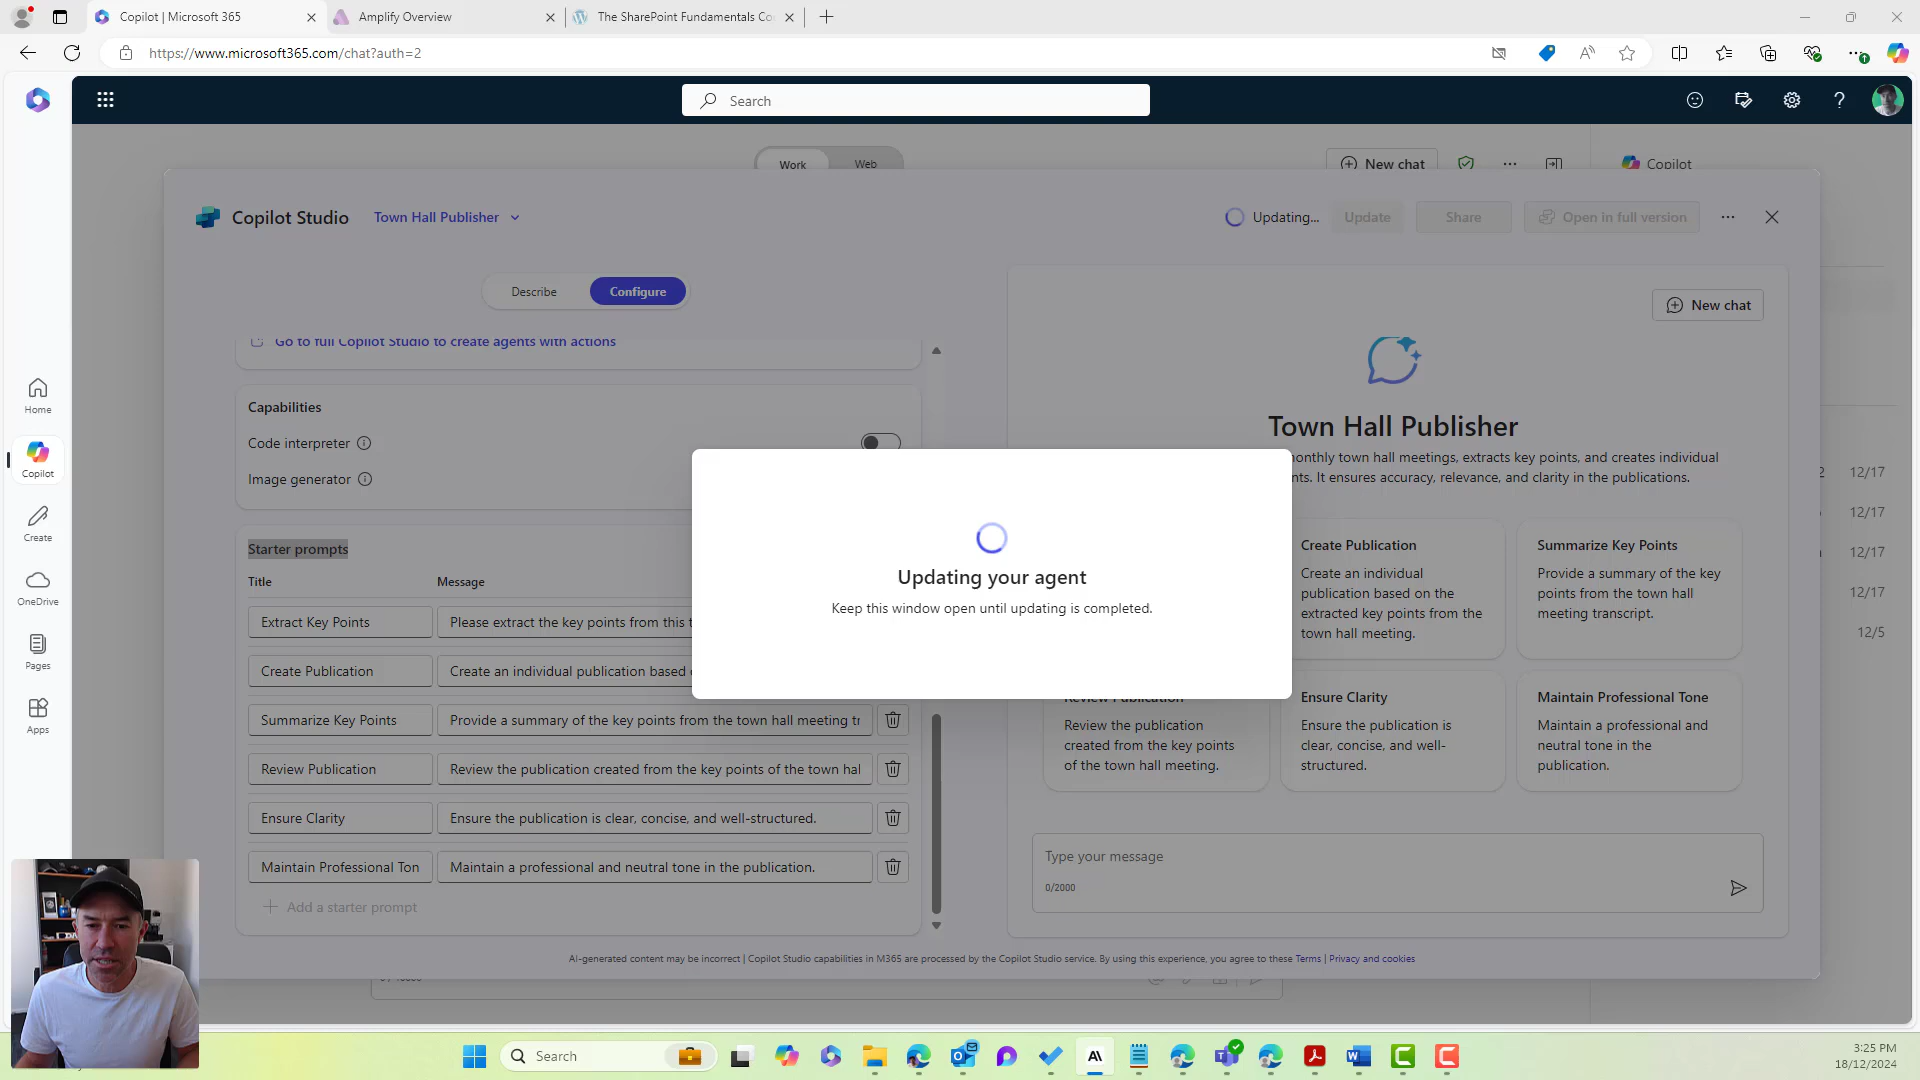 Copilot | Microsoft 365
Amplify Overview
The SharePoint Fundamentals Co
https://www.microsoft365.com/chat?auth=2
Search
Work
Web
New chat
Copilot
Copilot Studio
Town Hall Publisher
Updating...
Update
Share
Open in full version
Describe
Configure
New chat
Go to full Copilot Studio to create agents with actions
Capabilities
Code interpreter
Image generator
Town Hall Publisher
onthly town hall meetings, extracts key points, and creates individual
nts. It ensures accuracy, relevance, and clarity in the publications.
Home
Copilot
Create
OneDrive
Pages
Apps
12/17
12/17
12/17
12/17
12/5
Starter prompts
Title
Message
Extract Key Points
Please extract the key points from this t
Create Publication
Create an individual publication based
Summarize Key Points
Provide a summary of the key points from the town hall meeting tr
Review Publication
Review the publication created from the key points of the town hal
Ensure Clarity
Ensure the publication is clear, concise, and well-structured.
Maintain Professional Ton
Maintain a professional and neutral tone in the publication.
Add a starter prompt
Updating your agent
Keep this window open until updating is completed.
Create Publication
Create an individual
publication based on the
extracted key points from the
town hall meeting.
Summarize Key Points
Provide a summary of the key
points from the town hall
meeting transcript.
Review Publication
Review the publication
created from the key points
of the town hall meeting.
Ensure Clarity
Ensure the publication is
clear, concise, and well-
structured.
Maintain Professional Tone
Maintain a professional and
neutral tone in the
publication.
Type your message
0/2000
AI-generated content may be incorrect | Copilot Studio capabilities in M365 are processed by the Copilot Studio service. By using this experience, you agree to these Terms | Privacy and cookies
Search
3:25 PM
18/12/2024